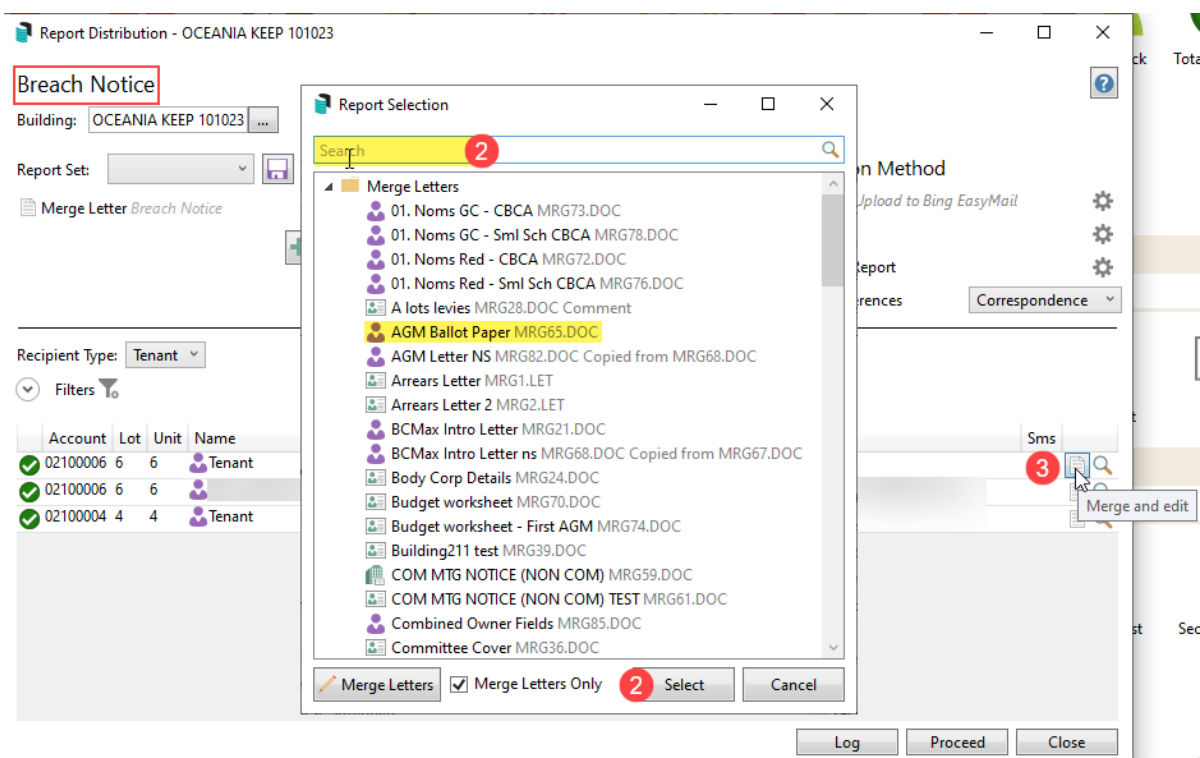 Report Distribution - OCEANIA KEEP 101023
Breach Notice
Building: OCEANIA KEEP 101023 ...
Report Set:
Merge Letter Breach Notice
Report Selection
Search 2
Merge Letters
01. Noms GC - CBCA MRG73.DOC
01. Noms GC - Sml Sch CBCA MRG78.DOC
01. Noms Red - CBCA MRG72.DOC
01. Noms Red - Sml Sch CBCA MRG76.DOC
A lots levies MRG28.DOC Comment
AGM Ballot Paper MRG65.DOC
AGM Letter NS MRG82.DOC Copied from MRG68.DOC
Arrears Letter MRG1.LET
Arrears Letter 2 MRG2.LET
BCMax Intro Letter MRG21.DOC
BCMax Intro Letter ns MRG68.DOC Copied from MRG67.DOC
Body Corp Details MRG24.DOC
Budget worksheet MRG70.DOC
Budget worksheet - First AGM MRG74.DOC
Building211 test MRG39.DOC
COM MTG NOTICE (NON COM) MRG59.DOC
COM MTG NOTICE (NON COM) TEST MRG61.DOC
Combined Owner Fields MRG85.DOC
Committee Cover MRG36.DOC
Merge Letters Merge Letters Only 2 Select Cancel
Method
Upload to Bing EasyMail
Report
Correspondence
Recipient Type: Tenant
Filters
Account Lot Unit Name Sms
02100006 6 6 Tenant 3
02100006 6 6
02100004 4 4 Tenant
Merge and edit
Log Proceed Close